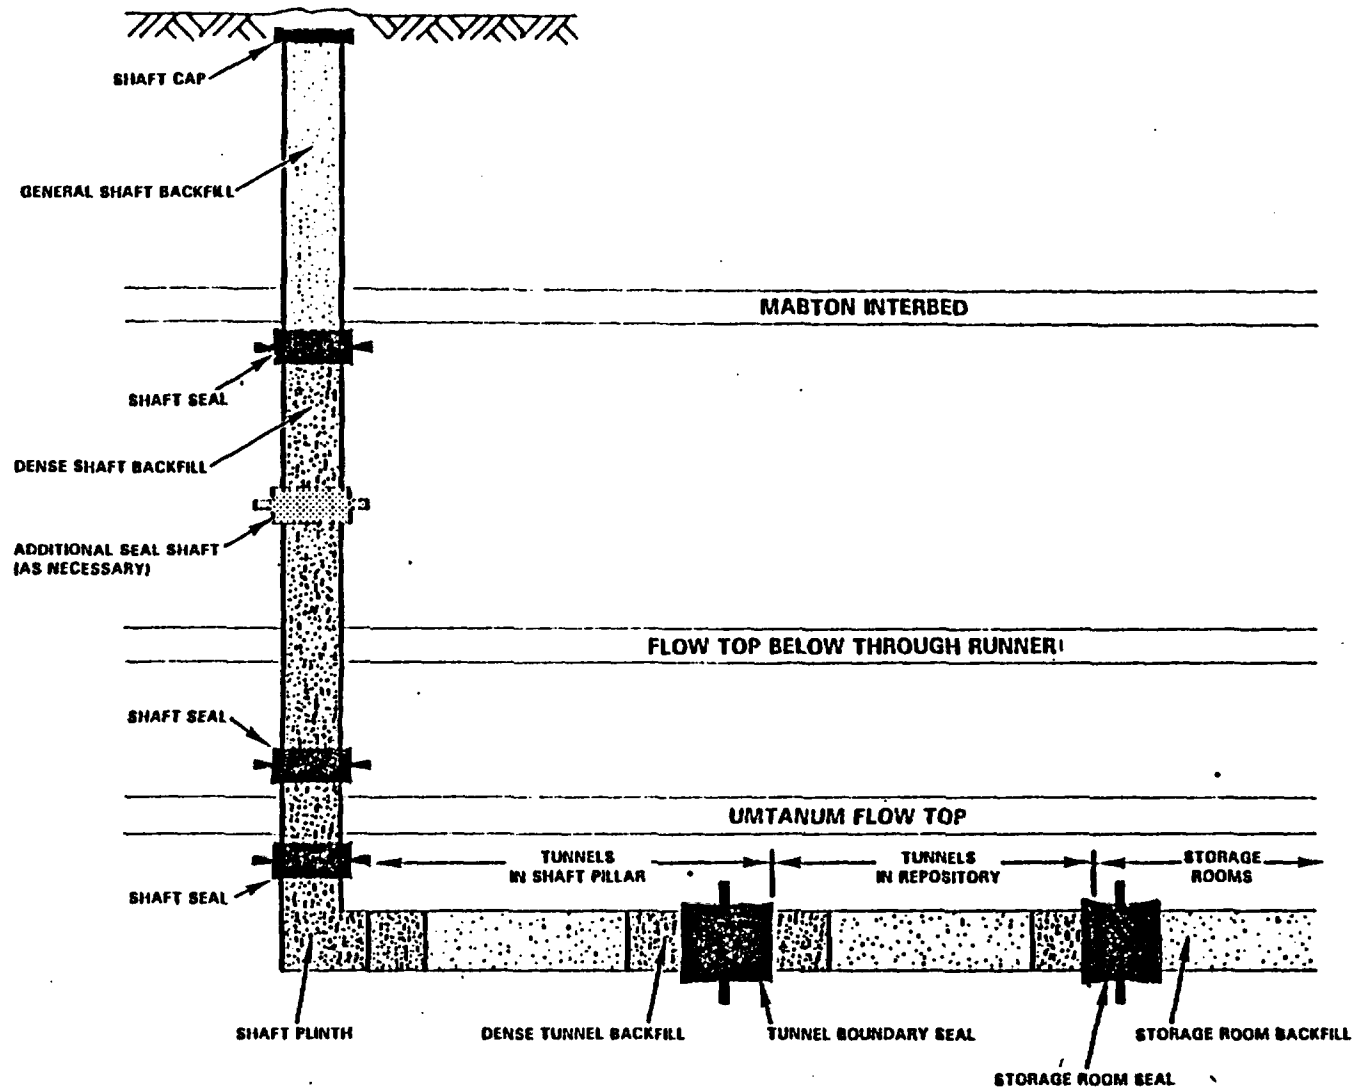 SHAFT CAP
GENERAL SHAFT BACKFILL
MABTON INTERBED
SHAFT SEAL
DENSE SHAFT BACKFILL
ADDITIONAL SEAL SHAFT
(AS NECESSARY)
FLOW TOP BELOW THROUGH RUNNER
SHAFT SEAL
UMTANUM FLOW TOP
TUNNELS
IN SHAFT PILLAR
TUNNELS
IN REPOSITORY
STORAGE
ROOMS
SHAFT SEAL
SHAFT PLINTH
DENSE TUNNEL BACKFILL
TUNNEL BOUNDARY SEAL
STORAGE ROOM BACKFILL
STORAGE ROOM SEAL